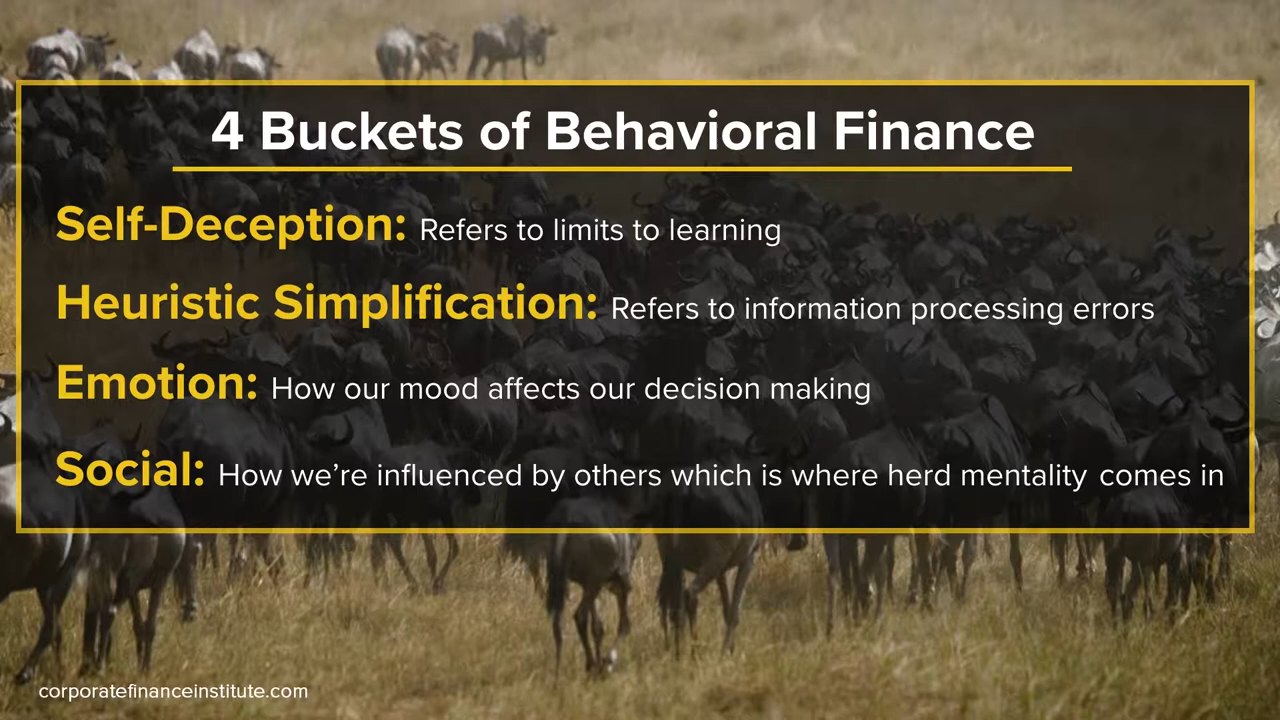 4 Buckets of Behavioral Finance
Self-Deception: Refers to limits to learning
Heuristic Simplification: Refers to information processing errors
Emotion: How our mood affects our decision making
Social: How we’re influenced by others which is where herd mentality comes in
corporatefinanceinstitute.com